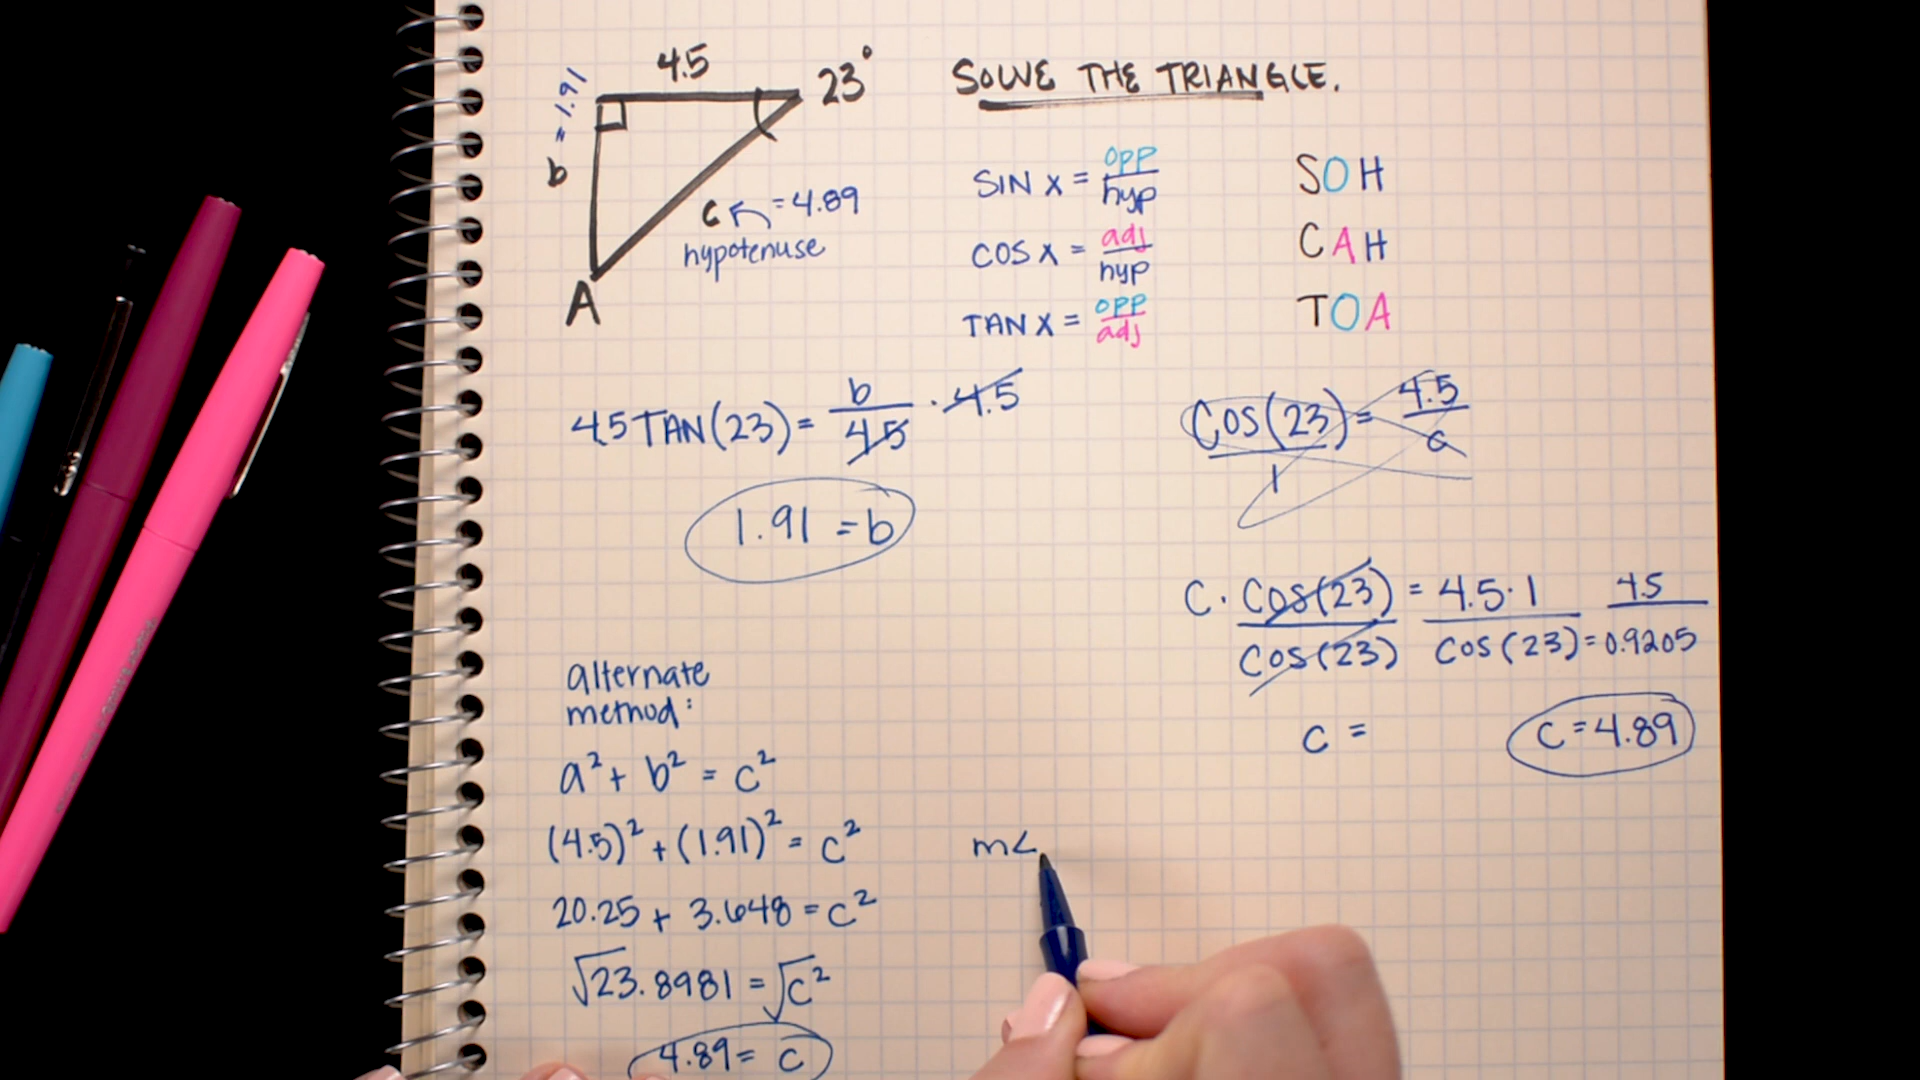 4.5
23°
SOLVE THE TRIANGLE.
b = 1.91
c = 4.89
hypotenuse
A
SIN x = opp/hyp
COS x = adj/hyp
TAN x = opp/adj
SOH
CAH
TOA
4.5 TAN(23) = b/4.5 · 4.5
1.91 = b
Cos(23)/1 = 4.5/c
C · Cos(23)/Cos(23) = 4.5 · 1/Cos(23) = 4.5/0.9205
c =
C = 4.89
alternate
method:
a² + b² = c²
(4.5)² + (1.91)² = c²
20.25 + 3.648 = c²
√23.8981 = √c²
4.89 = c
m<